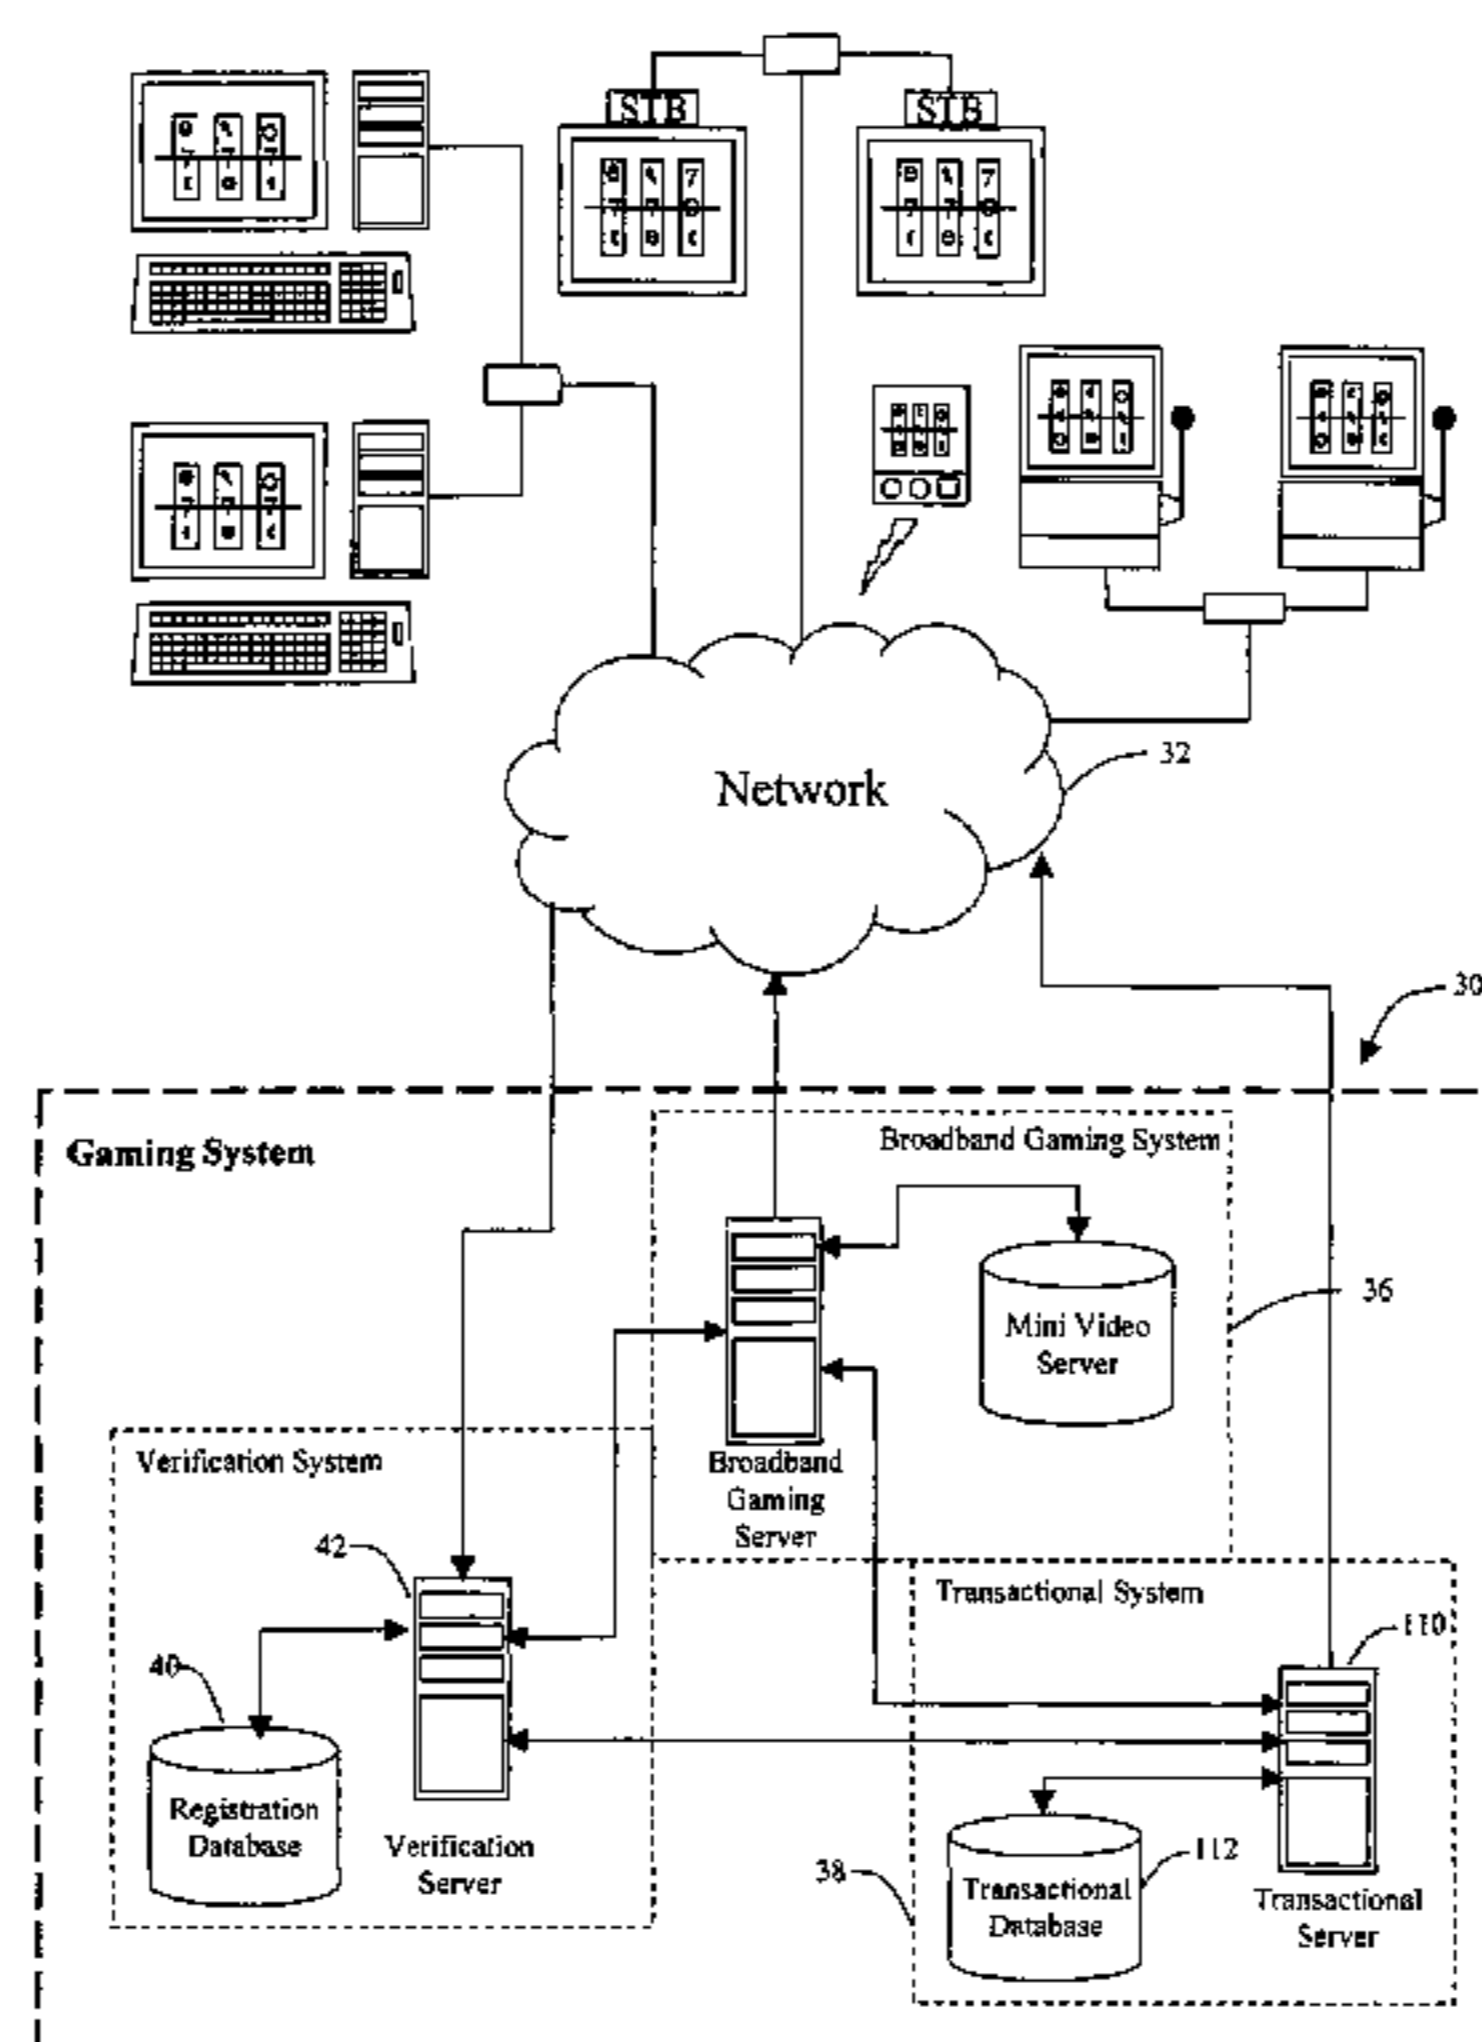 STB
STB
Network
32
30
Gaming System
Broadband Gaming System
36
Mini Video
Server
Broadband
Gaming
Server
Verification System
42
40
Registration
Database
Verification
Server
Transactional System
110
112
38
Transactional
Database
Transactional
Server